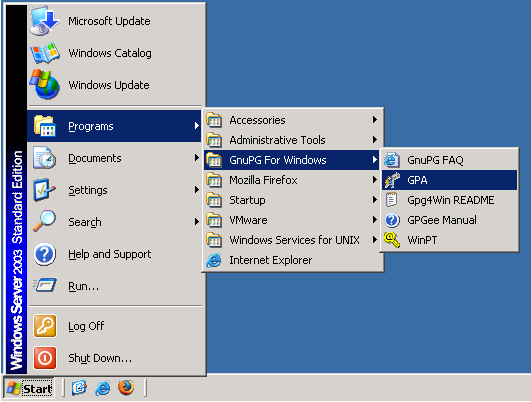 Microsoft Update
Windows Catalog
Windows Update
Programs
Documents
Settings
Search
Help and Support
Run...
Log Off
Shut Down...
Windows Server 2003 Standard Edition
Accessories
Administrative Tools
GnuPG For Windows
Mozilla Firefox
Startup
VMware
Windows Services for UNIX
Internet Explorer
GnuPG FAQ
GPA
Gpg4Win README
GPGee Manual
WinPT
Start